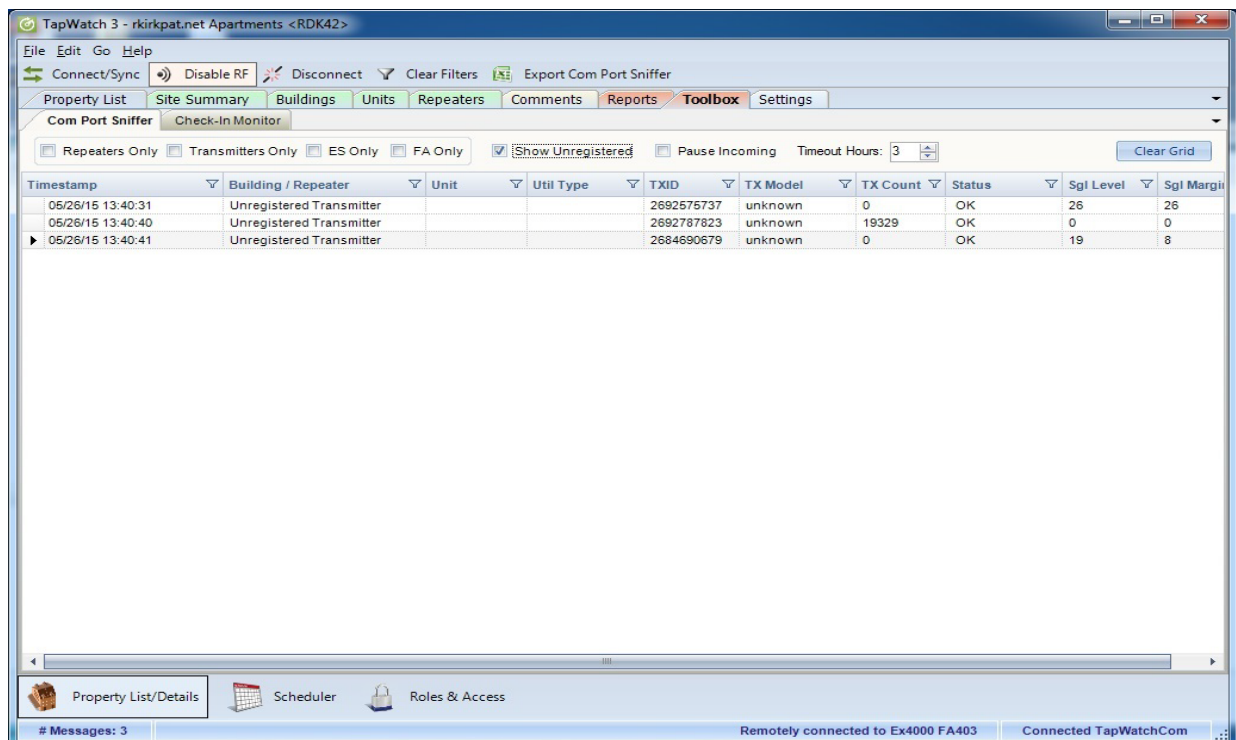 TapWatch 3 - rkirkpat.net Apartments <RDK42>
File Edit Go Help
Connect/Sync Disable RF Disconnect Clear Filters Export Com Port Sniffer
Property List Site Summary Buildings Units Repeaters Comments Reports Toolbox Settings
Com Port Sniffer Check-In Monitor
Repeaters Only Transmitters Only ES Only FA Only Show Unregistered Pause Incoming Timeout Hours: 3 Clear Grid
Timestamp Building / Repeater Unit Util Type TXID TX Model TX Count Status Sgl Level Sgl Margin
05/26/15 13:40:31 Unregistered Transmitter 2692575737 unknown 0 OK 26 26
05/26/15 13:40:40 Unregistered Transmitter 2692787823 unknown 19329 OK 0 0
05/26/15 13:40:41 Unregistered Transmitter 2684690679 unknown 0 OK 19 8
Property List/Details Scheduler Roles & Access
# Messages: 3 Remotely connected to Ex4000 FA403 Connected TapWatchCom